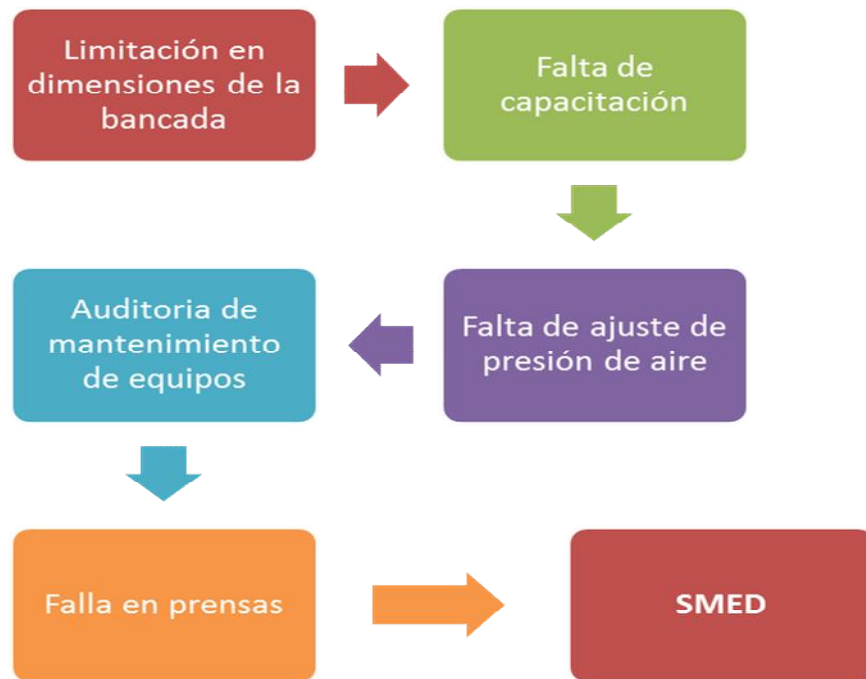 Limitación en
dimensiones de la
bancada
Falta de
capacitación
Falta de ajuste de
presión de aire
Auditoria de
mantenimiento
de equipos
Falla en prensas
SMED